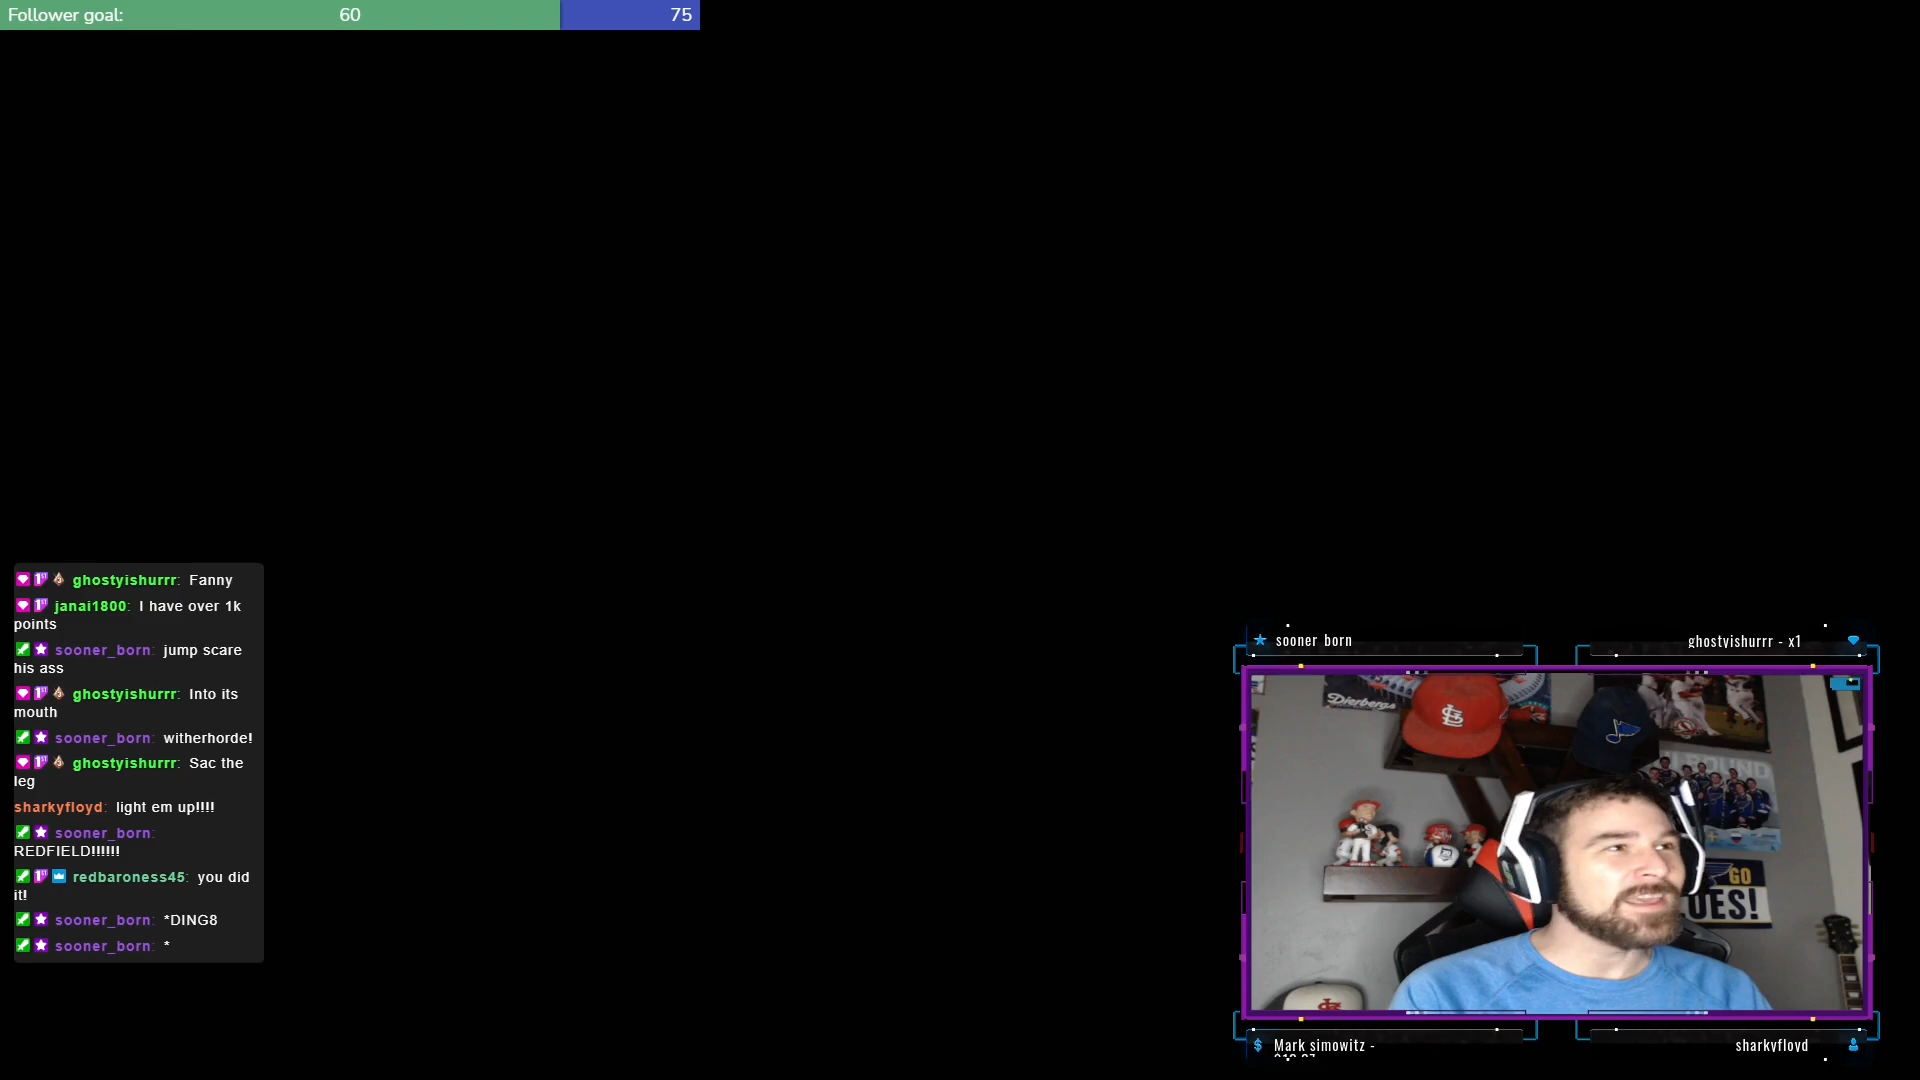 Follower goal: 60 75
ghostyishurrr: Fanny
janai1800: I have over 1k
points
sooner_born: jump scare
his ass
ghostyishurrr: Into its
mouth
sooner_born: witherhorde!
ghostyishurrr: Sac the
leg
sharkyfloyd: light em up!!!!
sooner_born:
REDFIELD!!!!!!
redbaroness45: you did
it!
sooner_born: *DING8
sooner_born: *
sooner born
ghostyishurrr - x1
Dierbergs
GO
UES!
Mark simowitz -
sharkyfloyd